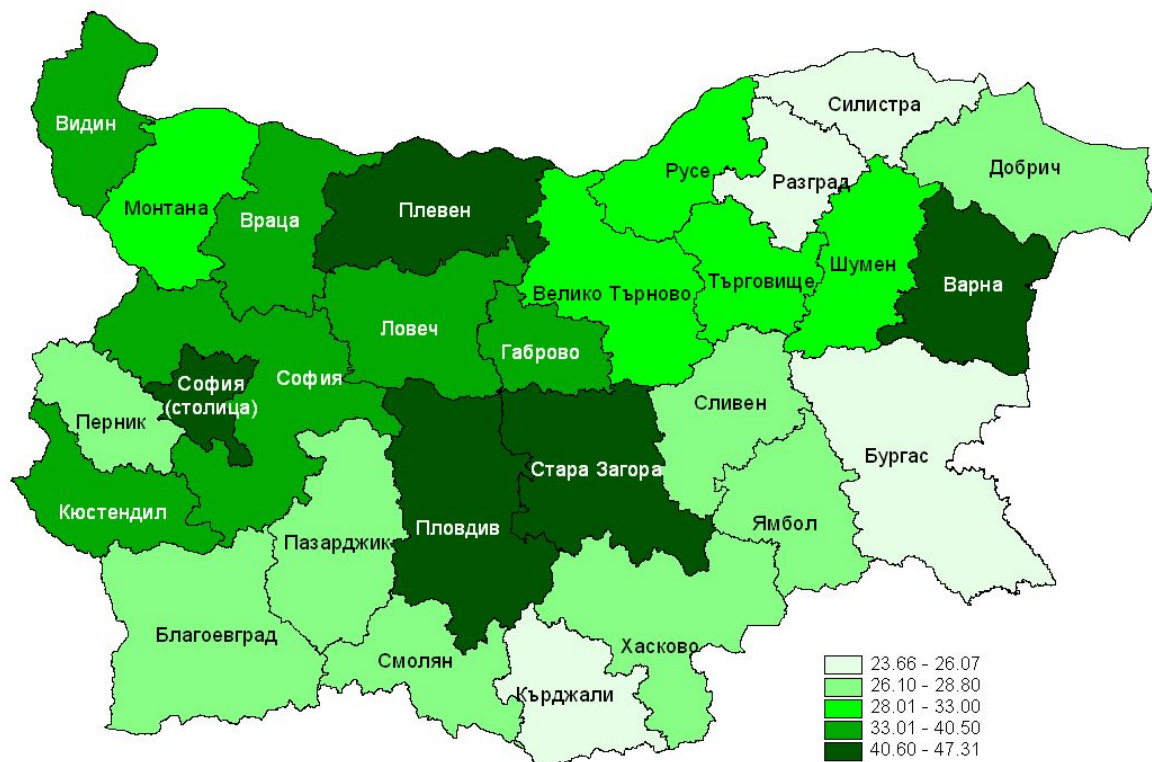 Видин
Монтана
Враца
Плевен
Русе
Силистра
Разград
Добрич
Велико Търново
Търговище
Шумен
Варна
Ловеч
Габрово
София
(столица)
София
Перник
Кюстендил
Сливен
Стара Загора
Бургас
Ямбол
Пловдив
Пазарджик
Благоевград
Смолян
Кърджали
Хасково
23.66 - 26.07
26.10 - 28.80
28.01 - 33.00
33.01 - 40.50
40.60 - 47.31